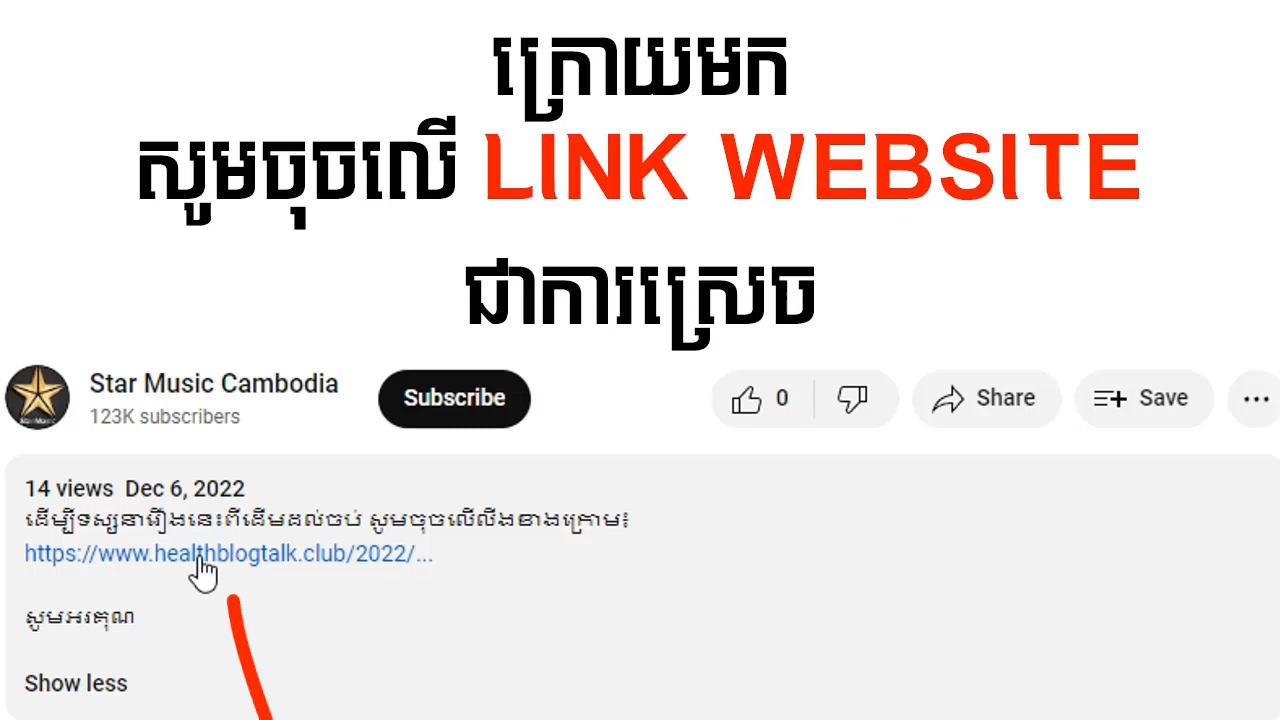 ក្រោយមក
សូមចុចលើ LINK WEBSITE
ជាការស្រេច
Star Music Cambodia
123K subscribers
Subscribe
0
Share
Save
14 views Dec 6, 2022
ដើម្បីទស្សនារឿងនេះពីដើមដល់ចប់ សូមចុចលើលីងខាងក្រោម៖
https://www.healthblogtalk.club/2022/...
សូមអរគុណ
Show less